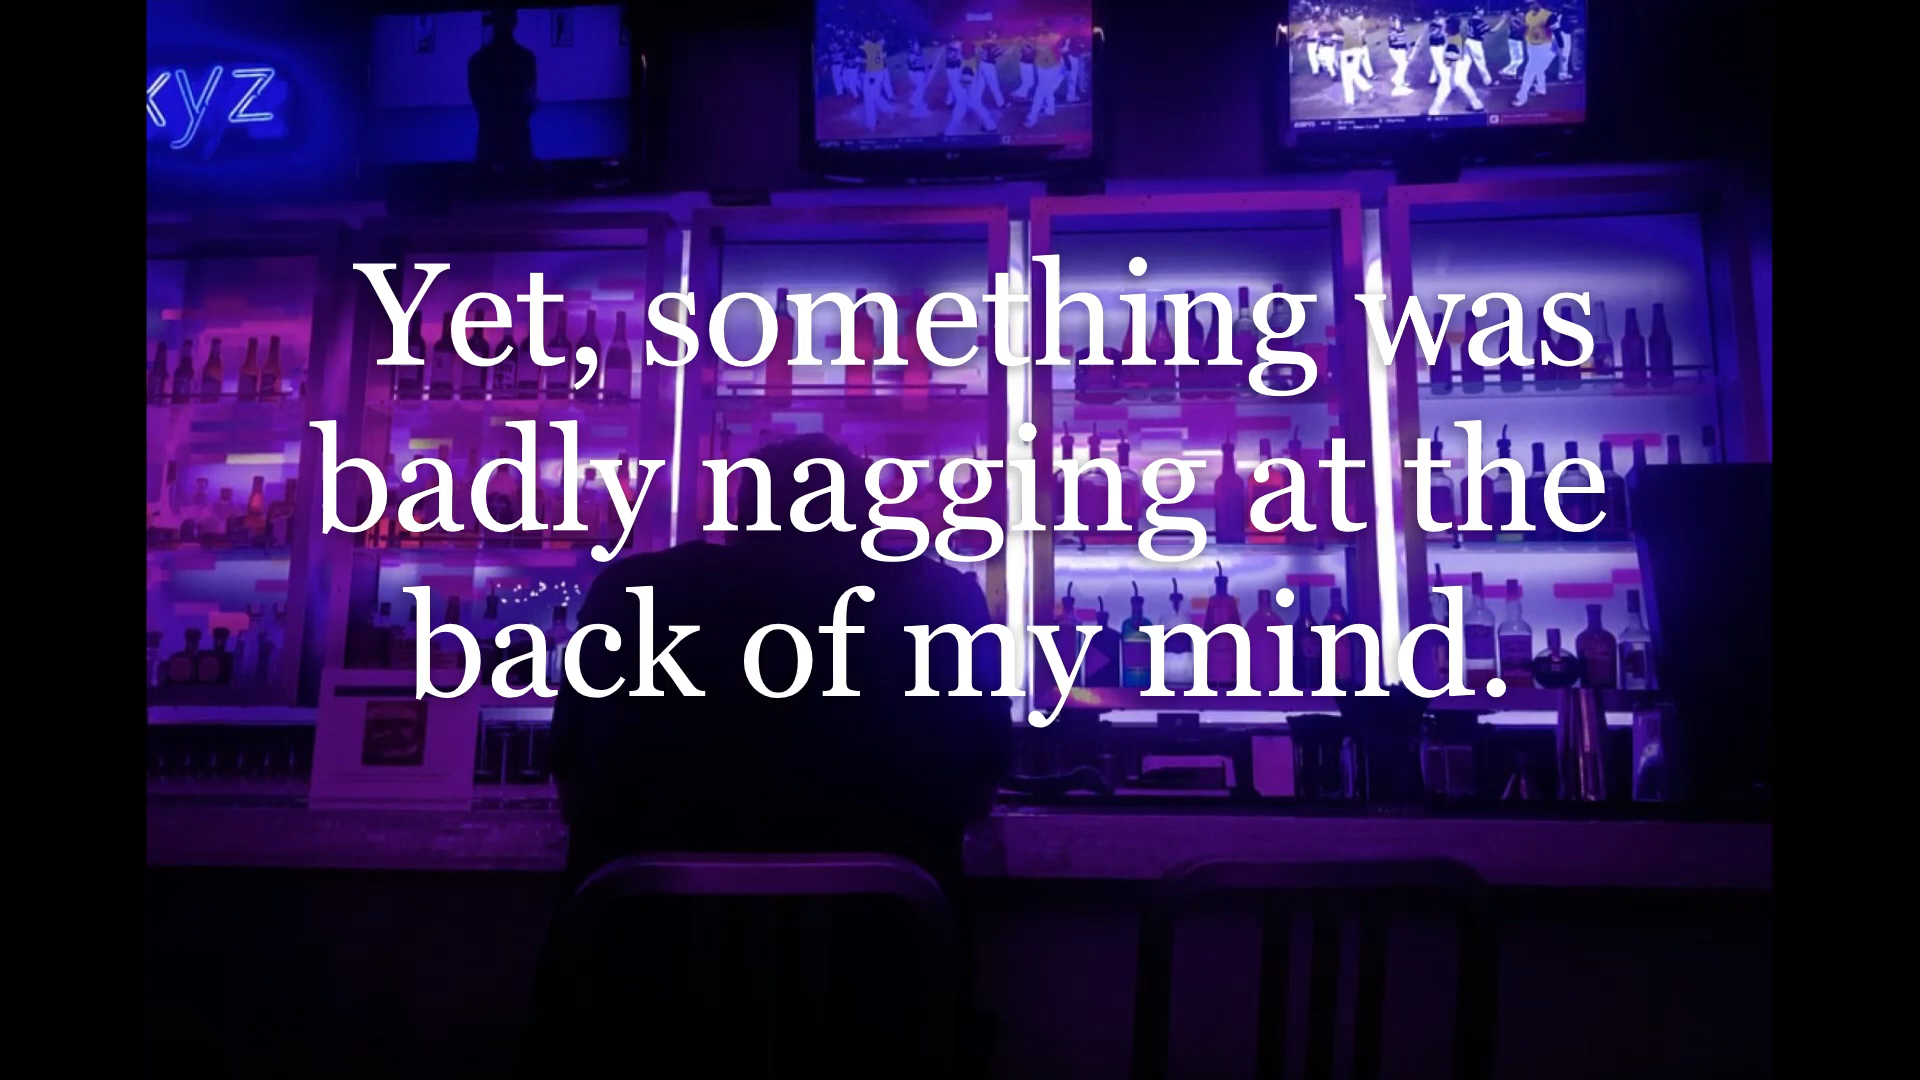 xyz
Yet, something was
badly nagging at the
back of my mind.